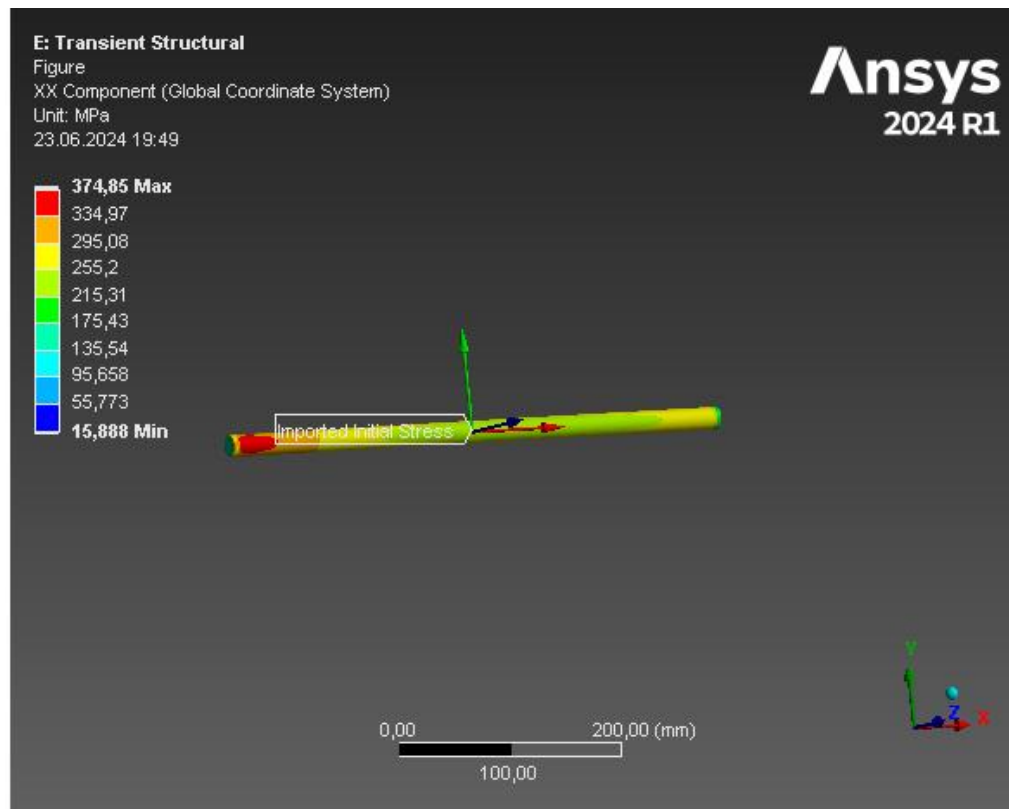 E: Transient Structural
Figure
XX Component (Global Coordinate System)
Unit: MPa
23.06.2024 19:49
Ansys
2024 R1
374,85 Max
334,97
295,08
255,2
215,31
175,43
135,54
95,658
55,773
15,888 Min
Imported Initial Stress
0,00
200,00 (mm)
100,00
Y
Z
X